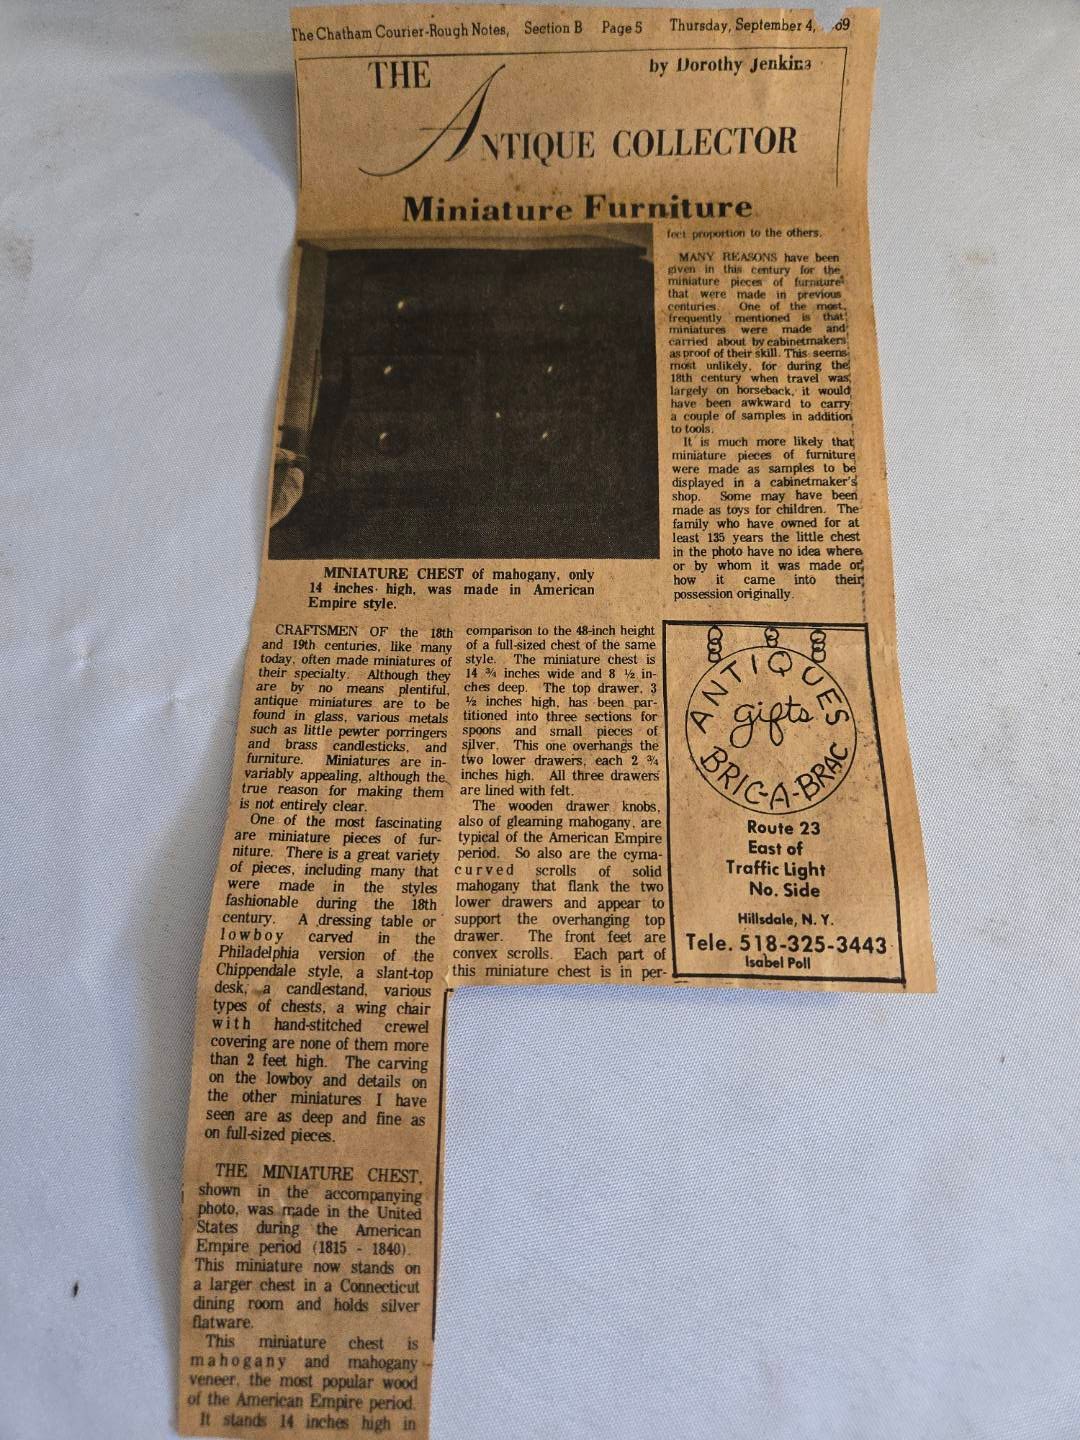 The Chatham Courier-Rough Notes, Section B Page 5 Thursday, September 4, 69
THE
by Dorothy Jenkins
ANTIQUE COLLECTOR
Miniature Furniture
MINIATURE CHEST of mahogany, only
14 inches high, was made in American
Empire style.
CRAFTSMEN OF the 18th
and 19th centuries, like many
today, often made miniatures of
their specialty. Although they
are by no means plentiful,
antique miniatures are to be
found in glass, various metals
such as little pewter porringers
and brass candlesticks, and
furniture. Miniatures are in-
variably appealing, although the
true reason for making them
is not entirely clear.
One of the most fascinating
are miniature pieces of fur-
niture. There is a great variety
of pieces, including many that
were made in the styles
fashionable during the 18th
century. A dressing table or
lowboy carved in the
Philadelphia version of the
Chippendale style, a slant-top
desk, a candlestand, various
types of chests, a wing chair
with hand-stitched crewel
covering are none of them more
than 2 feet high. The carving
on the lowboy and details on
the other miniatures I have
seen are as deep and fine as
on full-sized pieces.
THE MINIATURE CHEST,
shown in the accompanying
photo, was made in the United
States during the American
Empire period (1815 - 1840).
This miniature now stands on
a larger chest in a Connecticut
dining room and holds silver
flatware.
This miniature chest is
mahogany and mahogany
veneer, the most popular wood
of the American Empire period.
It stands 14 inches high in
comparison to the 48-inch height
of a full-sized chest of the same
style. The miniature chest is
14 ¾ inches wide and 8 ½ in-
ches deep. The top drawer, 3
½ inches high, has been par-
titioned into three sections for
spoons and small pieces of
silver. This one overhangs the
two lower drawers, each 2 ¾
inches high. All three drawers
are lined with felt.
The wooden drawer knobs,
also of gleaming mahogany, are
typical of the American Empire
period. So also are the cyma-
curved scrolls of solid
mahogany that flank the two
lower drawers and appear to
support the overhanging top
drawer. The front feet are
convex scrolls. Each part of
this miniature chest is in per-
fect proportion to the others.
MANY REASONS have been
given in this century for the
miniature pieces of furniture
that were made in previous
centuries. One of the most
frequently mentioned is that
miniatures were made and
carried about by cabinetmakers
as proof of their skill. This seems
most unlikely, for during the
18th century when travel was
largely on horseback, it would
have been awkward to carry
a couple of samples in addition
to tools.
It is much more likely that
miniature pieces of furniture
were made as samples to be
displayed in a cabinetmaker's
shop. Some may have been
made as toys for children. The
family who have owned for at
least 135 years the little chest
in the photo have no idea where
or by whom it was made or
how it came into their
possession originally.
ANTIQUES
gifts
BRIC-A-BRAC
Route 23
East of
Traffic Light
No. Side
Hillsdale, N. Y.
Tele. 518-325-3443
Isabel Poll